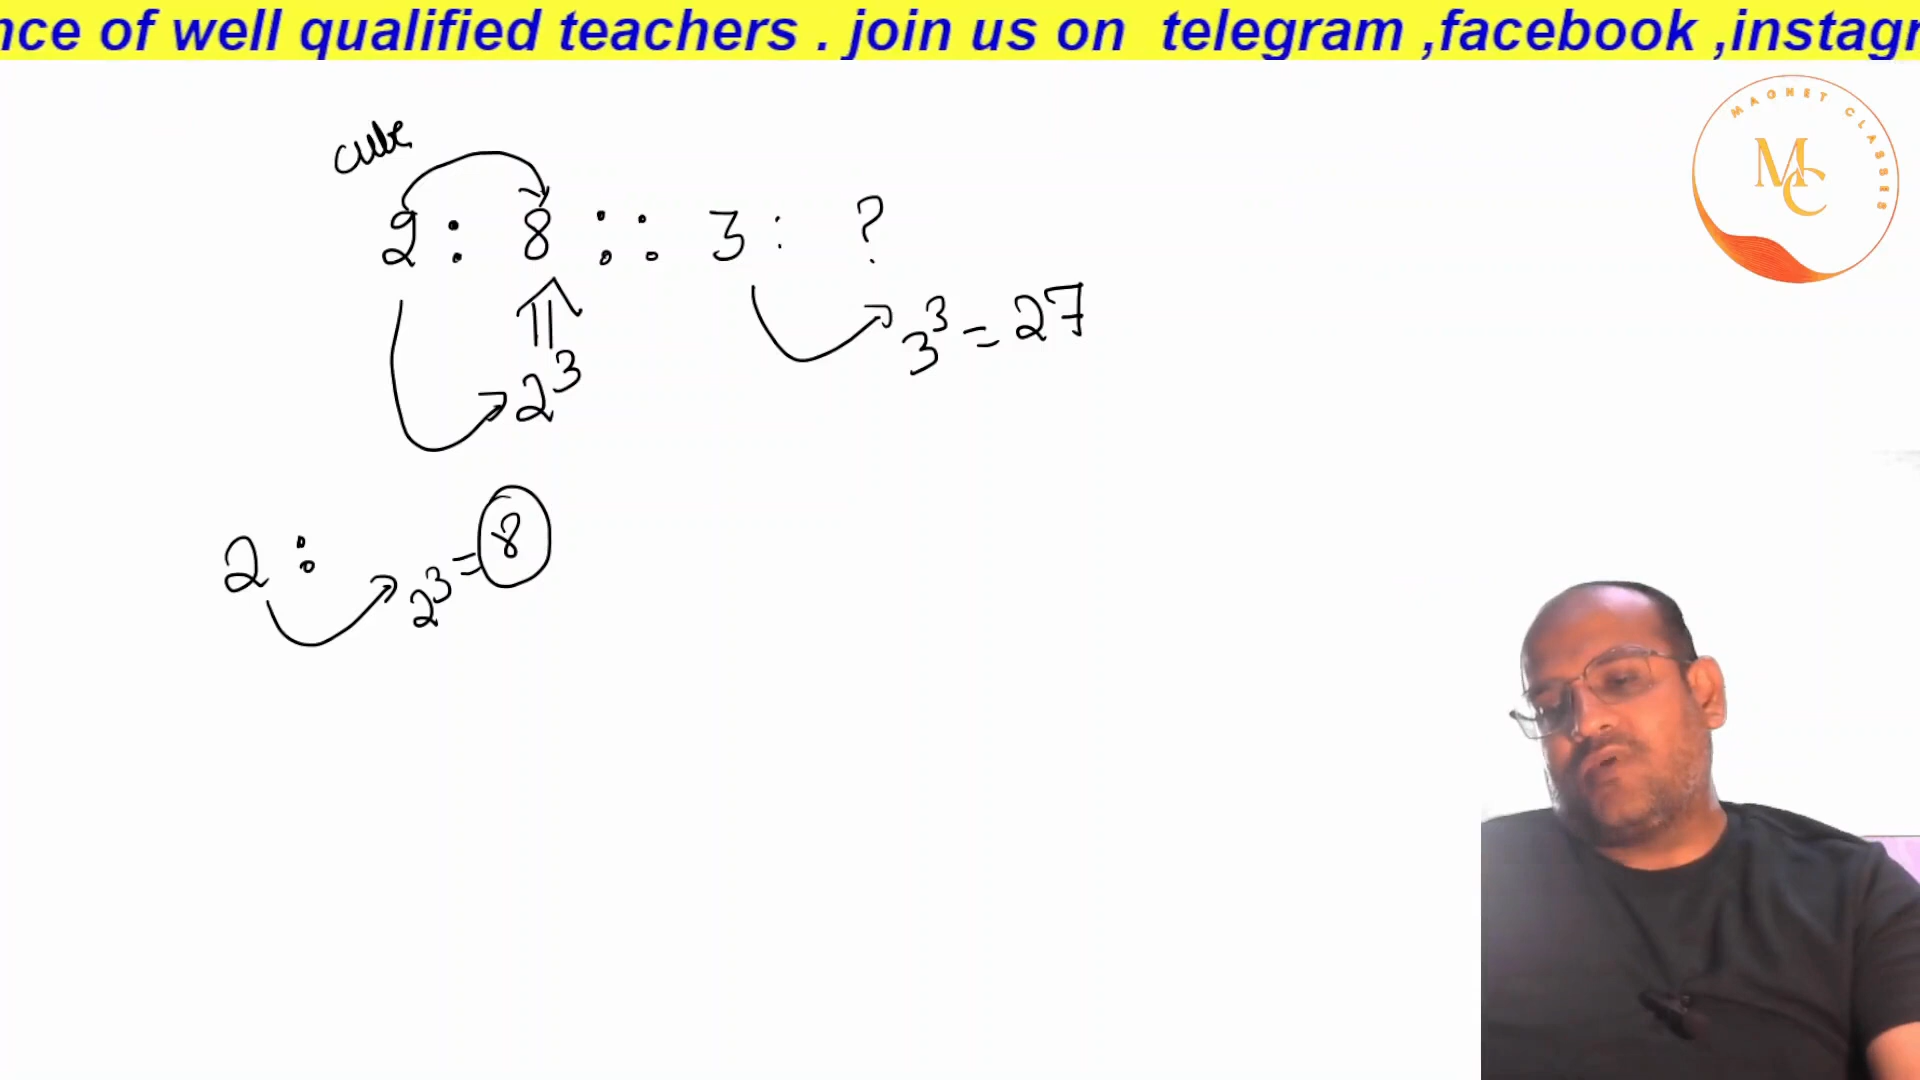 nce of well qualified teachers . join us on telegram ,facebook ,instagr
MAGNET CLASSES
MC
cube
2 : 8 :: 3 : ?
3³ = 27
2³
2 :
2³ = 8